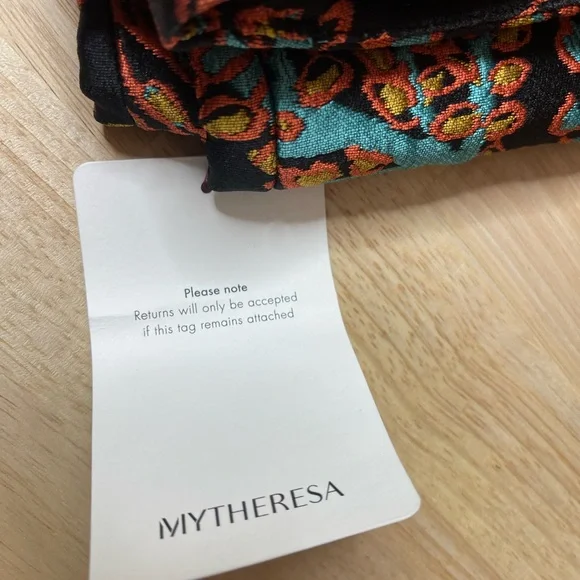 Please note
Returns will only be accepted
if this tag remains attached
MYTHERESA